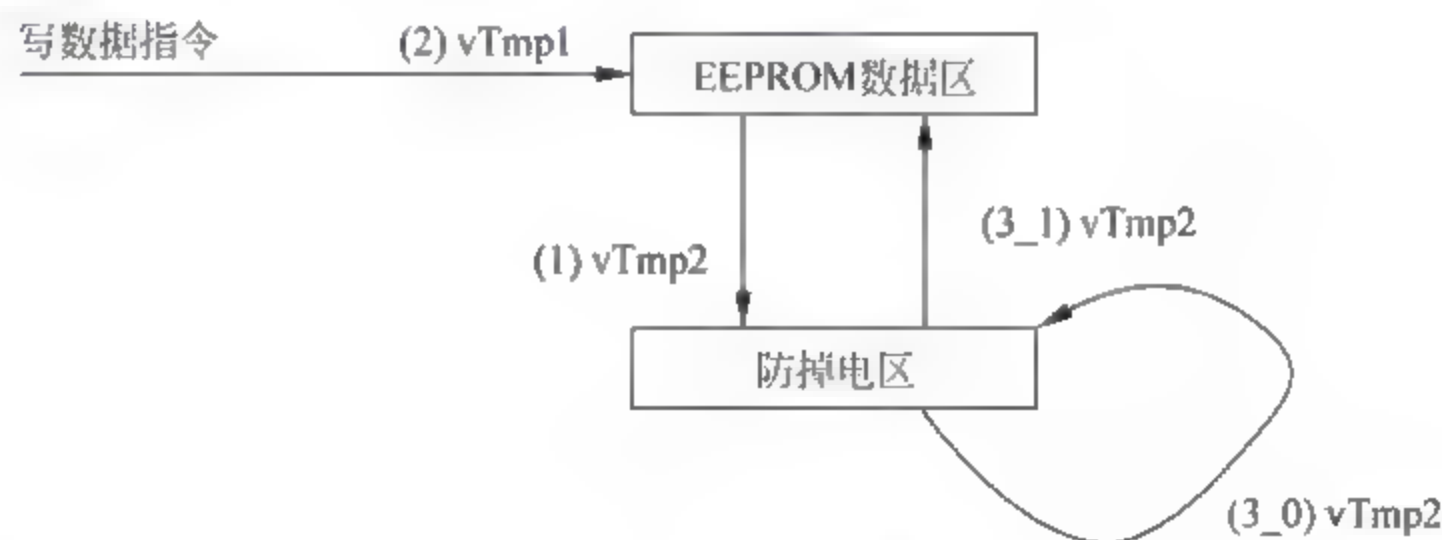 写数据指令
(2) vTmp1
EEPROM数据区
(3_1) vTmp2
(1) vTmp2
防掉电区
(3_0) vTmp2